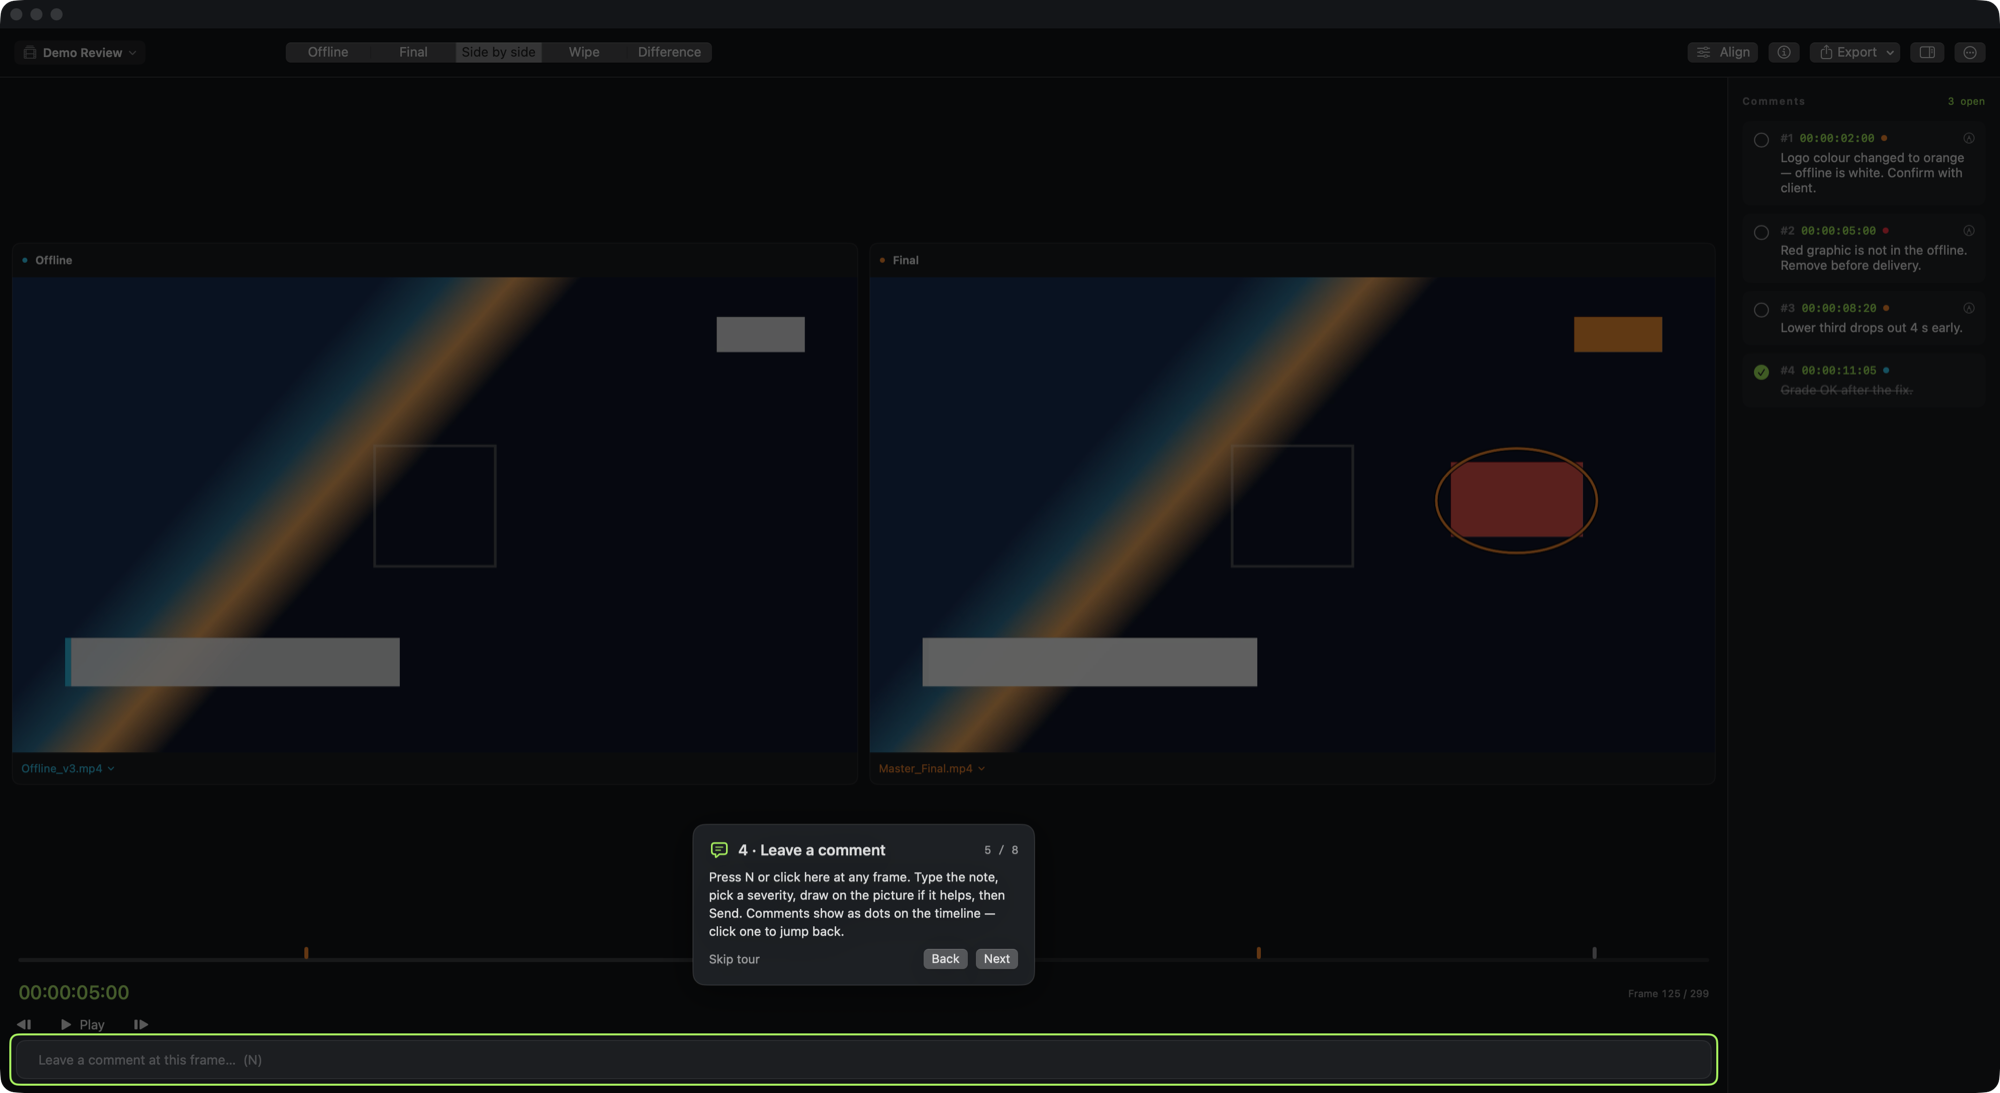 Demo Review
Offline
Final
Side by side
Wipe
Difference
Align
Export
Comments
3 open
#1 00:00:02:00
Logo colour changed to orange
— offline is white. Confirm with
client.
#2 00:00:05:00
Red graphic is not in the offline.
Remove before delivery.
#3 00:00:08:20
Lower third drops out 4 s early.
#4 00:00:11:05
Grade OK after the fix.
Offline
Final
Offline_v3.mp4
Master_Final.mp4
4 · Leave a comment
5 / 8
Press N or click here at any frame. Type the note,
pick a severity, draw on the picture if it helps, then
Send. Comments show as dots on the timeline —
click one to jump back.
Skip tour
Back
Next
00:00:05:00
Frame 125 / 299
Play
Leave a comment at this frame... (N)